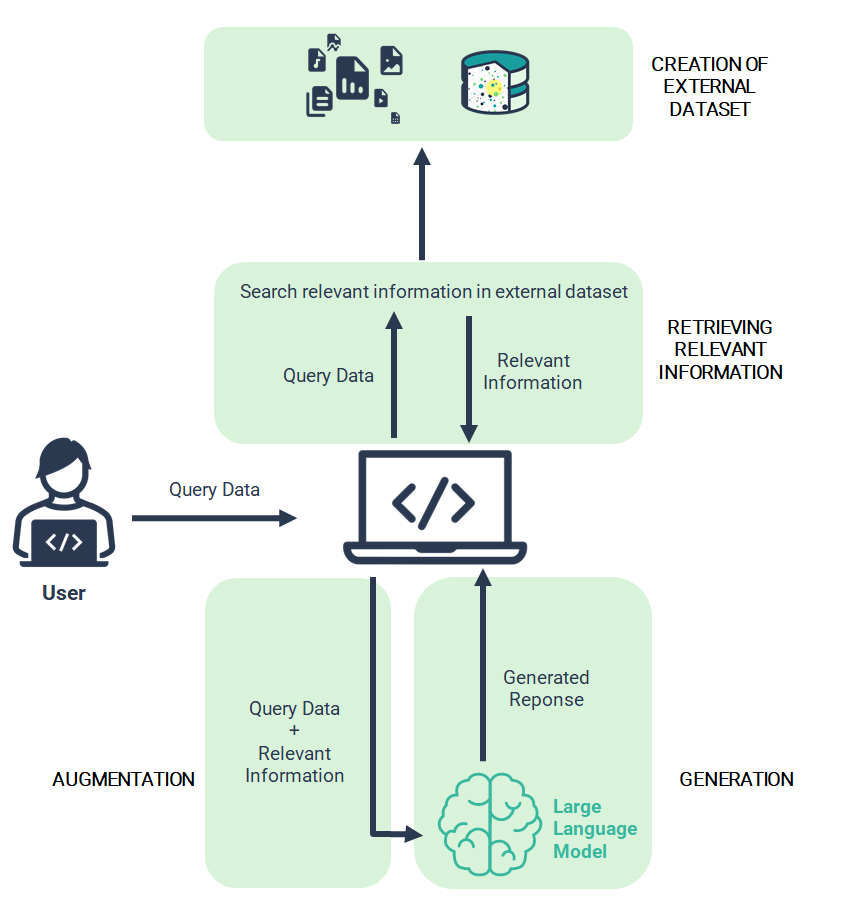 CREATION OF
EXTERNAL
DATASET
Search relevant information in external dataset
Query Data
Relevant
Information
RETRIEVING
RELEVANT
INFORMATION
Query Data
</>
</>
User
Query Data
+
Relevant
Information
AUGMENTATION
Generated
Reponse
Large
Language
Model
GENERATION